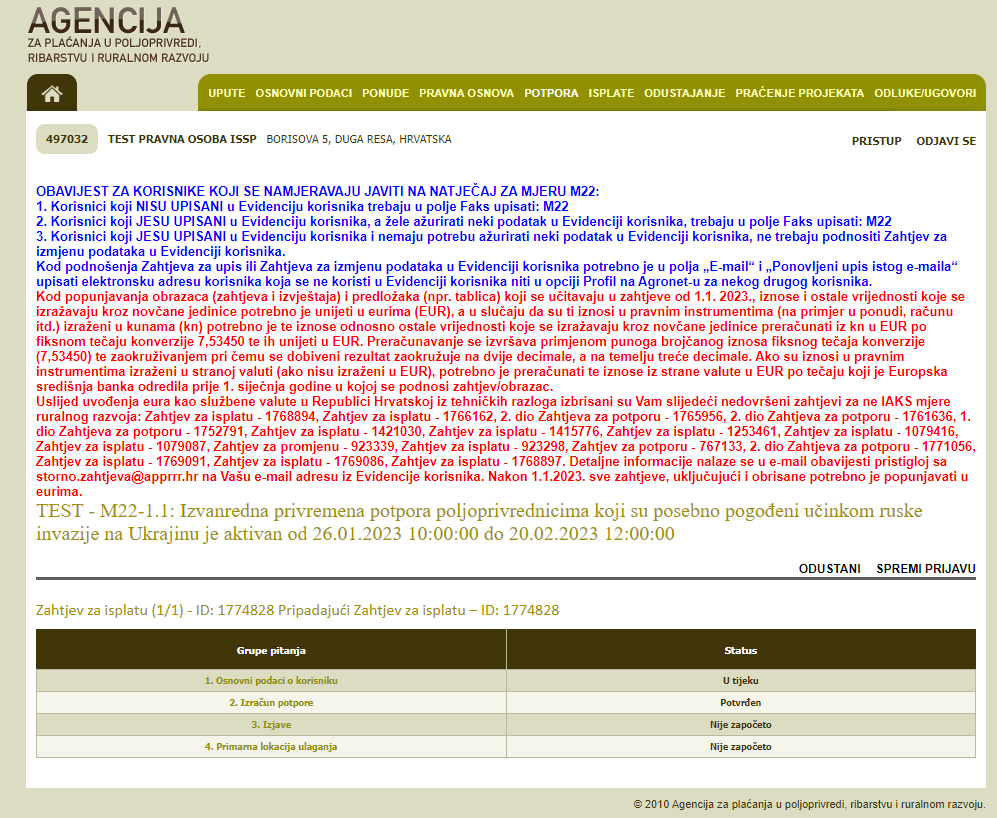 AGENCIJA
ZA PLAĆANJA U POLJOPRIVREDI,
RIBARSTVU I RURALNOM RAZVOJU
UPUTE OSNOVNI PODACI PONUDE PRAVNA OSNOVA POTPORA ISPLATE ODUSTAJANJE PRAĆENJE PROJEKATA ODLUKE/UGOVORI
497032 TEST PRAVNA OSOBA ISSP BORISOVA 5, DUGA RESA, HRVATSKA
PRISTUP ODJAVI SE
OBAVIJEST ZA KORISNIKE KOJI SE NAMJERAVAJU JAVITI NA NATJEČAJ ZA MJERU M22:
1. Korisnici koji NISU UPISANI u Evidenciju korisnika trebaju u polje Faks upisati: M22
2. Korisnici koji JESU UPISANI u Evidenciju korisnika, a žele ažurirati neki podatak u Evidenciji korisnika, trebaju u polje Faks upisati: M22
3. Korisnici koji JESU UPISANI u Evidenciju korisnika i nemaju potrebu ažurirati neki podatak u Evidenciji korisnika, ne trebaju podnositi Zahtjev za
izmjenu podataka u Evidenciji korisnika.
Kod podnošenja Zahtjeva za upis ili Zahtjeva za izmjenu podataka u Evidenciji korisnika potrebno je u polja „E-mail“ i „Ponovljeni upis istog e-maila“
upisati elektronsku adresu korisnika koja se ne koristi u Evidenciji korisnika niti u opciji Profil na Agronet-u za nekog drugog korisnika.
Kod popunjavanja obrazaca (zahtjeva i izvještaja) i predložaka (npr. tablica) koji se učitavaju u zahtjeve od 1.1. 2023., iznose i ostale vrijednosti koje se
izražavaju kroz novčane jedinice potrebno je unijeti u eurima (EUR), a u slučaju da su ti iznosi u pravnim instrumentima (na primjer u ponudi, računu
itd.) izraženi u kunama (kn) potrebno je te iznose odnosno ostale vrijednosti koje se izražavaju kroz novčane jedinice preračunati iz kn u EUR po
fiksnom tečaju konverzije 7,53450 te ih unijeti u EUR. Preračunavanje se izvršava primjenom punoga brojčanog iznosa fiksnog tečaja konverzije
(7,53450) te zaokruživanjem pri čemu se dobiveni rezultat zaokružuje na dvije decimale, a na temelju treće decimale. Ako su iznosi u pravnim
instrumentima izraženi u stranoj valuti (ako nisu izraženi u EUR), potrebno je preračunati te iznose iz strane valute u EUR po tečaju koji je Europska
središnja banka odredila prije 1. siječnja godine u kojoj se podnosi zahtjev/obrazac.
Uslijed uvođenja eura kao službene valute u Republici Hrvatskoj iz tehničkih razloga izbrisani su Vam slijedeći nedovršeni zahtjevi za ne IAKS mjere
ruralnog razvoja: Zahtjev za isplatu - 1768894, Zahtjev za isplatu - 1766162, 2. dio Zahtjeva za potporu - 1765956, 2. dio Zahtjeva za potporu - 1761636, 1.
dio Zahtjeva za potporu - 1752791, Zahtjev za isplatu - 1421030, Zahtjev za isplatu - 1415776, Zahtjev za isplatu - 1253461, Zahtjev za isplatu - 1079416,
Zahtjev za isplatu - 1079087, Zahtjev za promjenu - 923339, Zahtjev za isplatu - 923298, Zahtjev za potporu - 767133, 2. dio Zahtjeva za potporu - 1771056,
Zahtjev za isplatu - 1769091, Zahtjev za isplatu - 1769086, Zahtjev za isplatu - 1768897. Detaljne informacije nalaze se u e-mail obavijesti pristigloj sa
storno.zahtjeva@apprrr.hr na Vašu e-mail adresu iz Evidencije korisnika. Nakon 1.1.2023. sve zahtjeve, uključujući i obrisane potrebno je popunjavati u
eurima.
TEST - M22-1.1: Izvanredna privremena potpora poljoprivrednicima koji su posebno pogođeni učinkom ruske
invazije na Ukrajinu je aktivan od 26.01.2023 10:00:00 do 20.02.2023 12:00:00
ODUSTANI SPREMI PRIJAVU
Zahtjev za isplatu (1/1) - ID: 1774828 Pripadajući Zahtjev za isplatu – ID: 1774828
Grupe pitanja Status
1. Osnovni podaci o korisniku U tijeku
2. Izračun potpore Potvrđen
3. Izjave Nije započeto
4. Primarna lokacija ulaganja Nije započeto
© 2010 Agencija za plaćanja u poljoprivredi, ribarstvu i ruralnom razvoju.